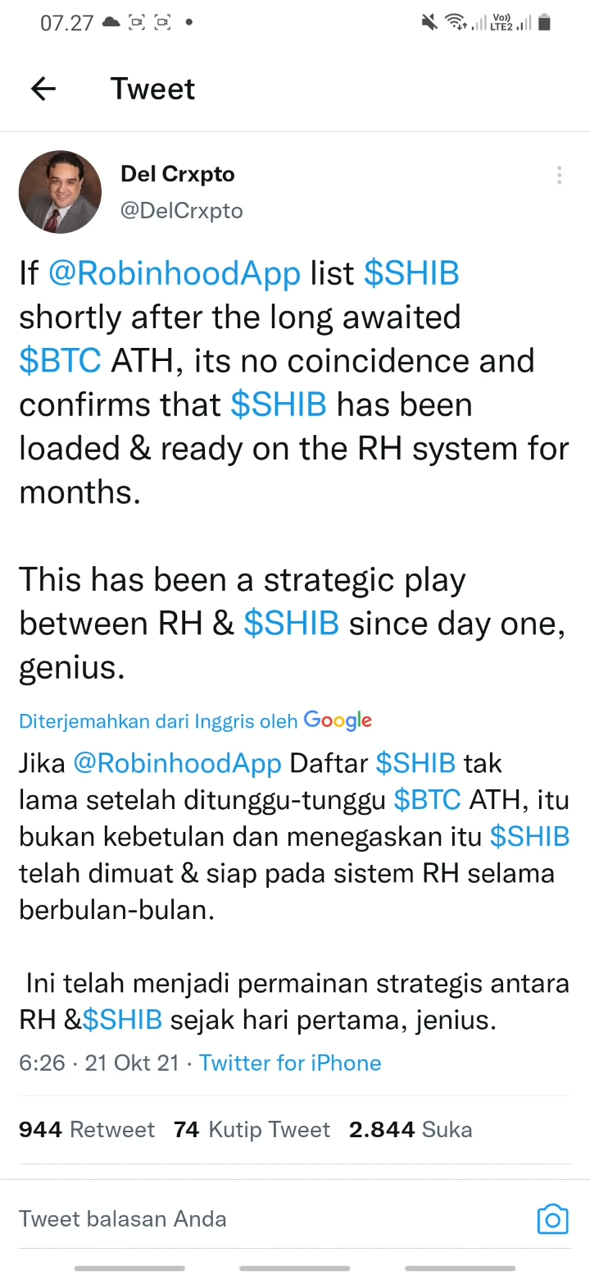 07.27
Vo))
LTE2
Tweet
Del Crxpto
@DelCrxpto
If @RobinhoodApp list $SHIB
shortly after the long awaited
$BTC ATH, its no coincidence and
confirms that $SHIB has been
loaded & ready on the RH system for
months.
This has been a strategic play
between RH & $SHIB since day one,
genius.
Diterjemahkan dari Inggris oleh Google
Jika @RobinhoodApp Daftar $SHIB tak
lama setelah ditunggu-tunggu $BTC ATH, itu
bukan kebetulan dan menegaskan itu $SHIB
telah dimuat & siap pada sistem RH selama
berbulan-bulan.
Ini telah menjadi permainan strategis antara
RH &$SHIB sejak hari pertama, jenius.
6:26 · 21 Okt 21 · Twitter for iPhone
944 Retweet 74 Kutip Tweet 2.844 Suka
Tweet balasan Anda